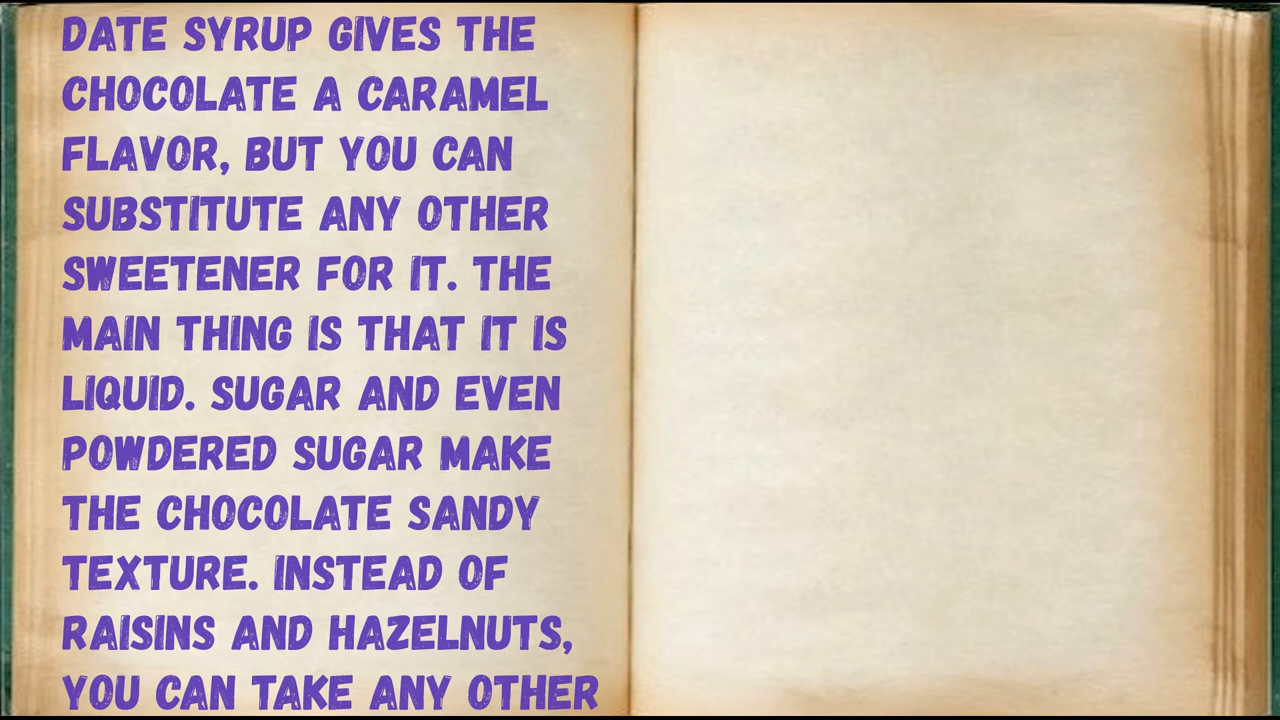 DATE SYRUP GIVES THE
CHOCOLATE A CARAMEL
FLAVOR, BUT YOU CAN
SUBSTITUTE ANY OTHER
SWEETENER FOR IT. THE
MAIN THING IS THAT IT IS
LIQUID. SUGAR AND EVEN
POWDERED SUGAR MAKE
THE CHOCOLATE SANDY
TEXTURE. INSTEAD OF
RAISINS AND HAZELNUTS,
YOU CAN TAKE ANY OTHER